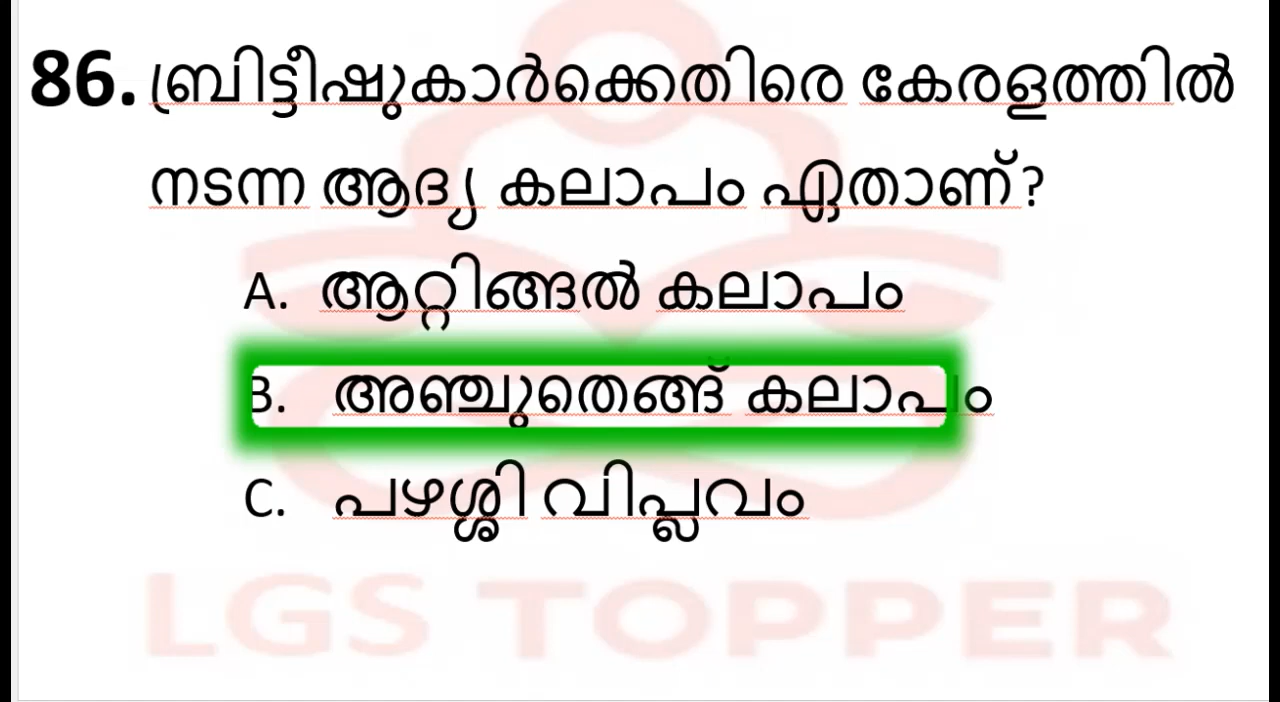 86. ബ്രിട്ടീഷുകാർക്കെതിരെ കേരളത്തിൽ
നടന്ന ആദ്യ കലാപം ഏതാണ്?
A. ആറ്റിങ്ങൽ കലാപം
B. അഞ്ചുതെങ്ങ് കലാപം
C. പഴശ്ശി വിപ്ലവം
LGS TOPPER